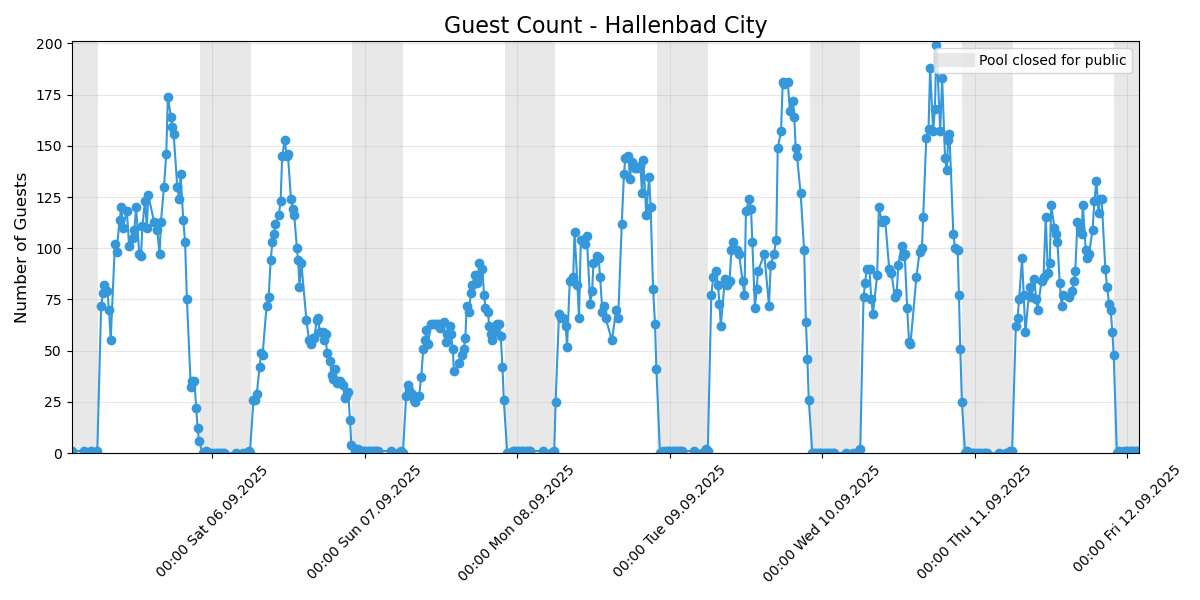 Guest Count - Hallenbad City
Pool closed for public
Number of Guests
200
175
150
125
100
75
50
25
0
00:00 Sat 06.09.2025
00:00 Sun 07.09.2025
00:00 Mon 08.09.2025
00:00 Tue 09.09.2025
00:00 Wed 10.09.2025
00:00 Thu 11.09.2025
00:00 Fri 12.09.2025